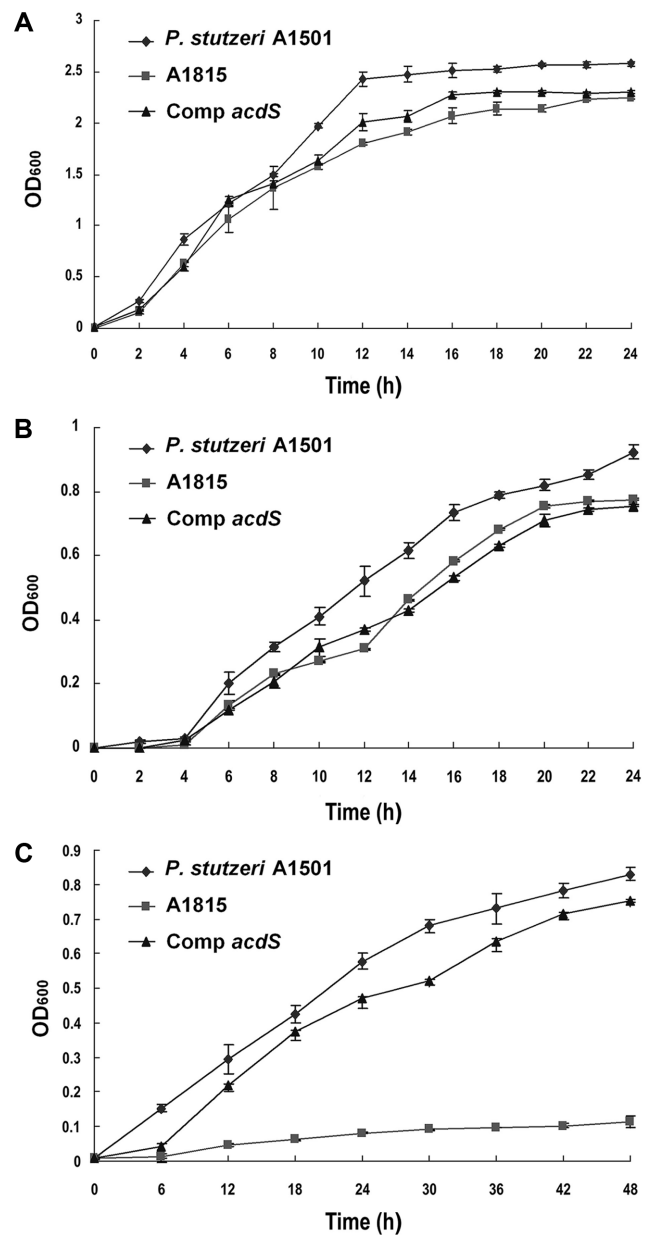 A
P. stutzeri A1501
A1815
Comp acdS
OD600
3
2.5
2
1.5
1
0.5
0
0 2 4 6 8 10 12 14 16 18 20 22 24
Time (h)
B
P. stutzeri A1501
A1815
Comp acdS
OD600
1
0.8
0.6
0.4
0.2
0
0 2 4 6 8 10 12 14 16 18 20 22 24
Time (h)
C
P. stutzeri A1501
A1815
Comp acdS
OD600
0.9
0.8
0.7
0.6
0.5
0.4
0.3
0.2
0.1
0
0 6 12 18 24 30 36 42 48
Time (h)